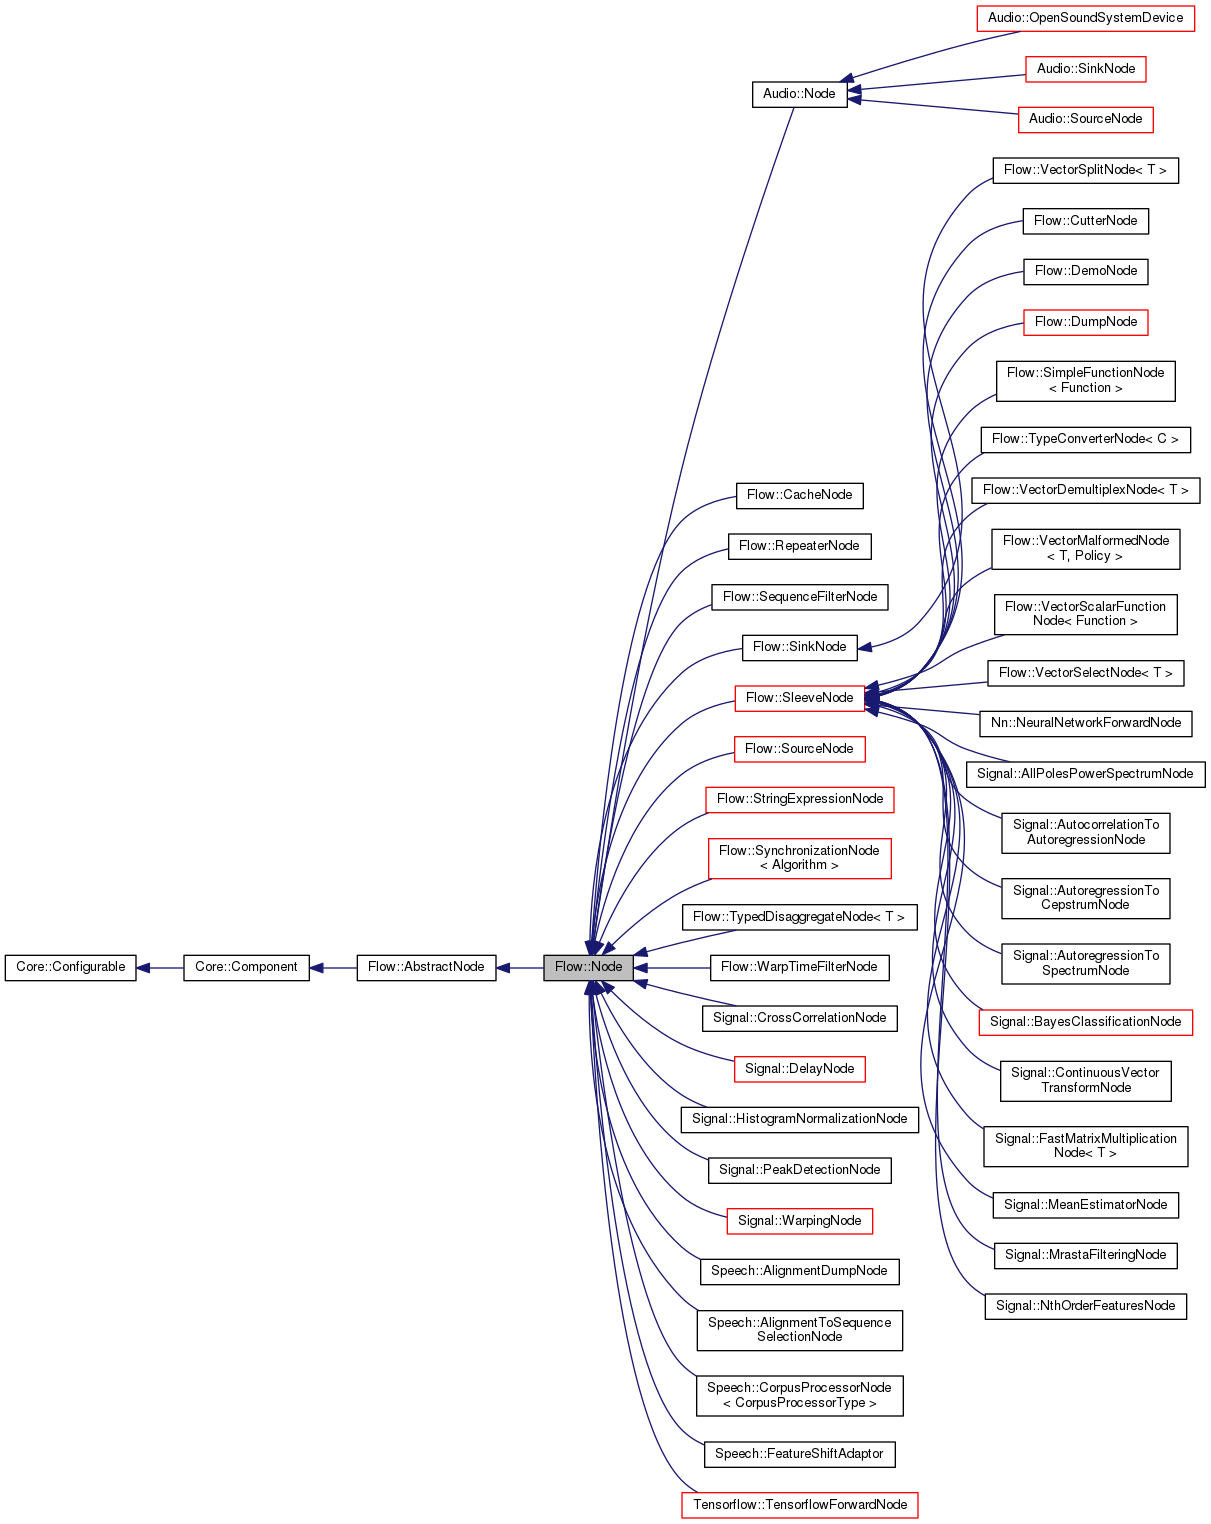 Core::Configurable
Core::Component
Flow::AbstractNode
Flow::Node
Audio::Node
Flow::CacheNode
Flow::RepeaterNode
Flow::SequenceFilterNode
Flow::SinkNode
Flow::SleeveNode
Flow::SourceNode
Flow::StringExpressionNode
Flow::SynchronizationNode
< Algorithm >
Flow::TypedDisaggregateNode< T >
Flow::WarpTimeFilterNode
Signal::CrossCorrelationNode
Signal::DelayNode
Signal::HistogramNormalizationNode
Signal::PeakDetectionNode
Signal::WarpingNode
Speech::AlignmentDumpNode
Speech::AlignmentToSequence
SelectionNode
Speech::CorpusProcessorNode
< CorpusProcessorType >
Speech::FeatureShiftAdaptor
Tensorflow::TensorflowForwardNode
Audio::OpenSoundSystemDevice
Audio::SinkNode
Audio::SourceNode
Flow::VectorSplitNode< T >
Flow::CutterNode
Flow::DemoNode
Flow::DumpNode
Flow::SimpleFunctionNode
< Function >
Flow::TypeConverterNode< C >
Flow::VectorDemultiplexNode< T >
Flow::VectorMalformedNode
< T, Policy >
Flow::VectorScalarFunction
Node< Function >
Flow::VectorSelectNode< T >
Nn::NeuralNetworkForwardNode
Signal::AllPolesPowerSpectrumNode
Signal::AutocorrelationTo
AutoregressionNode
Signal::AutoregressionTo
CepstrumNode
Signal::AutoregressionTo
SpectrumNode
Signal::BayesClassificationNode
Signal::ContinuousVector
TransformNode
Signal::FastMatrixMultiplication
Node< T >
Signal::MeanEstimatorNode
Signal::MrastaFilteringNode
Signal::NthOrderFeaturesNode